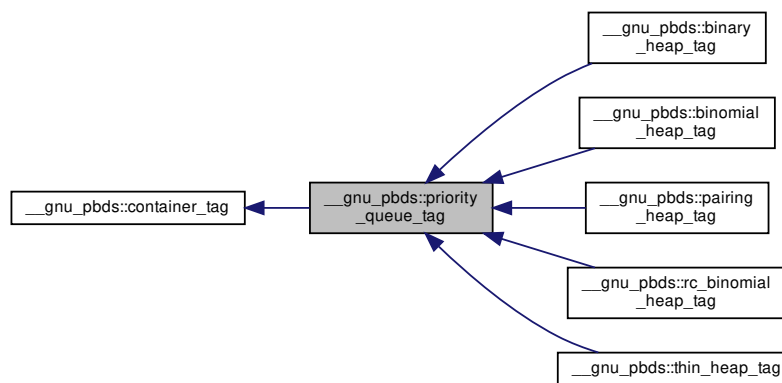 __gnu_pbds::container_tag
__gnu_pbds::priority
_queue_tag
__gnu_pbds::binary
_heap_tag
__gnu_pbds::binomial
_heap_tag
__gnu_pbds::pairing
_heap_tag
__gnu_pbds::rc_binomial
_heap_tag
__gnu_pbds::thin_heap_tag